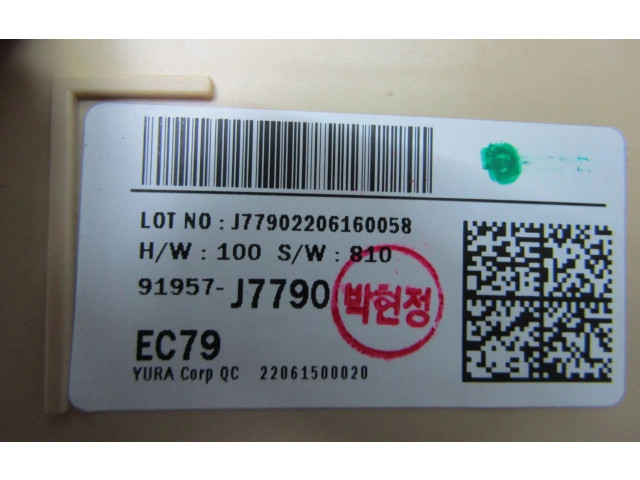 LOT NO : J77902206160058
H/W : 100 S/W : 810
91957-J7790
박현정
EC79
YURA Corp QC 22061500020